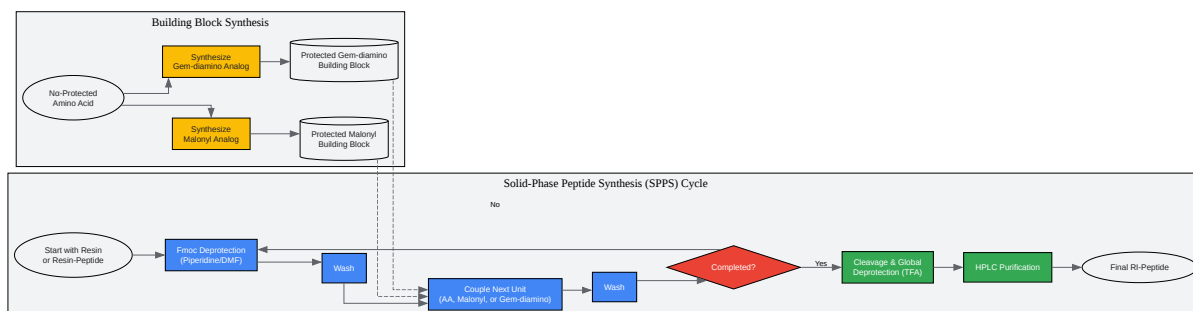 Building Block Synthesis
Synthesize
Gem-diamino Analog
Protected Gem-diamino
Building Block
Nα-Protected
Amino Acid
Synthesize
Malonyl Analog
Protected Malonyl
Building Block
Solid-Phase Peptide Synthesis (SPPS) Cycle
No
Start with Resin
or Resin-Peptide
Fmoc Deprotection
(Piperidine/DMF)
Wash
Couple Next Unit
(AA, Malonyl, or Gem-diamino)
Wash
Completed?
Yes
Cleavage & Global
Deprotection (TFA)
HPLC Purification
Final RI-Peptide